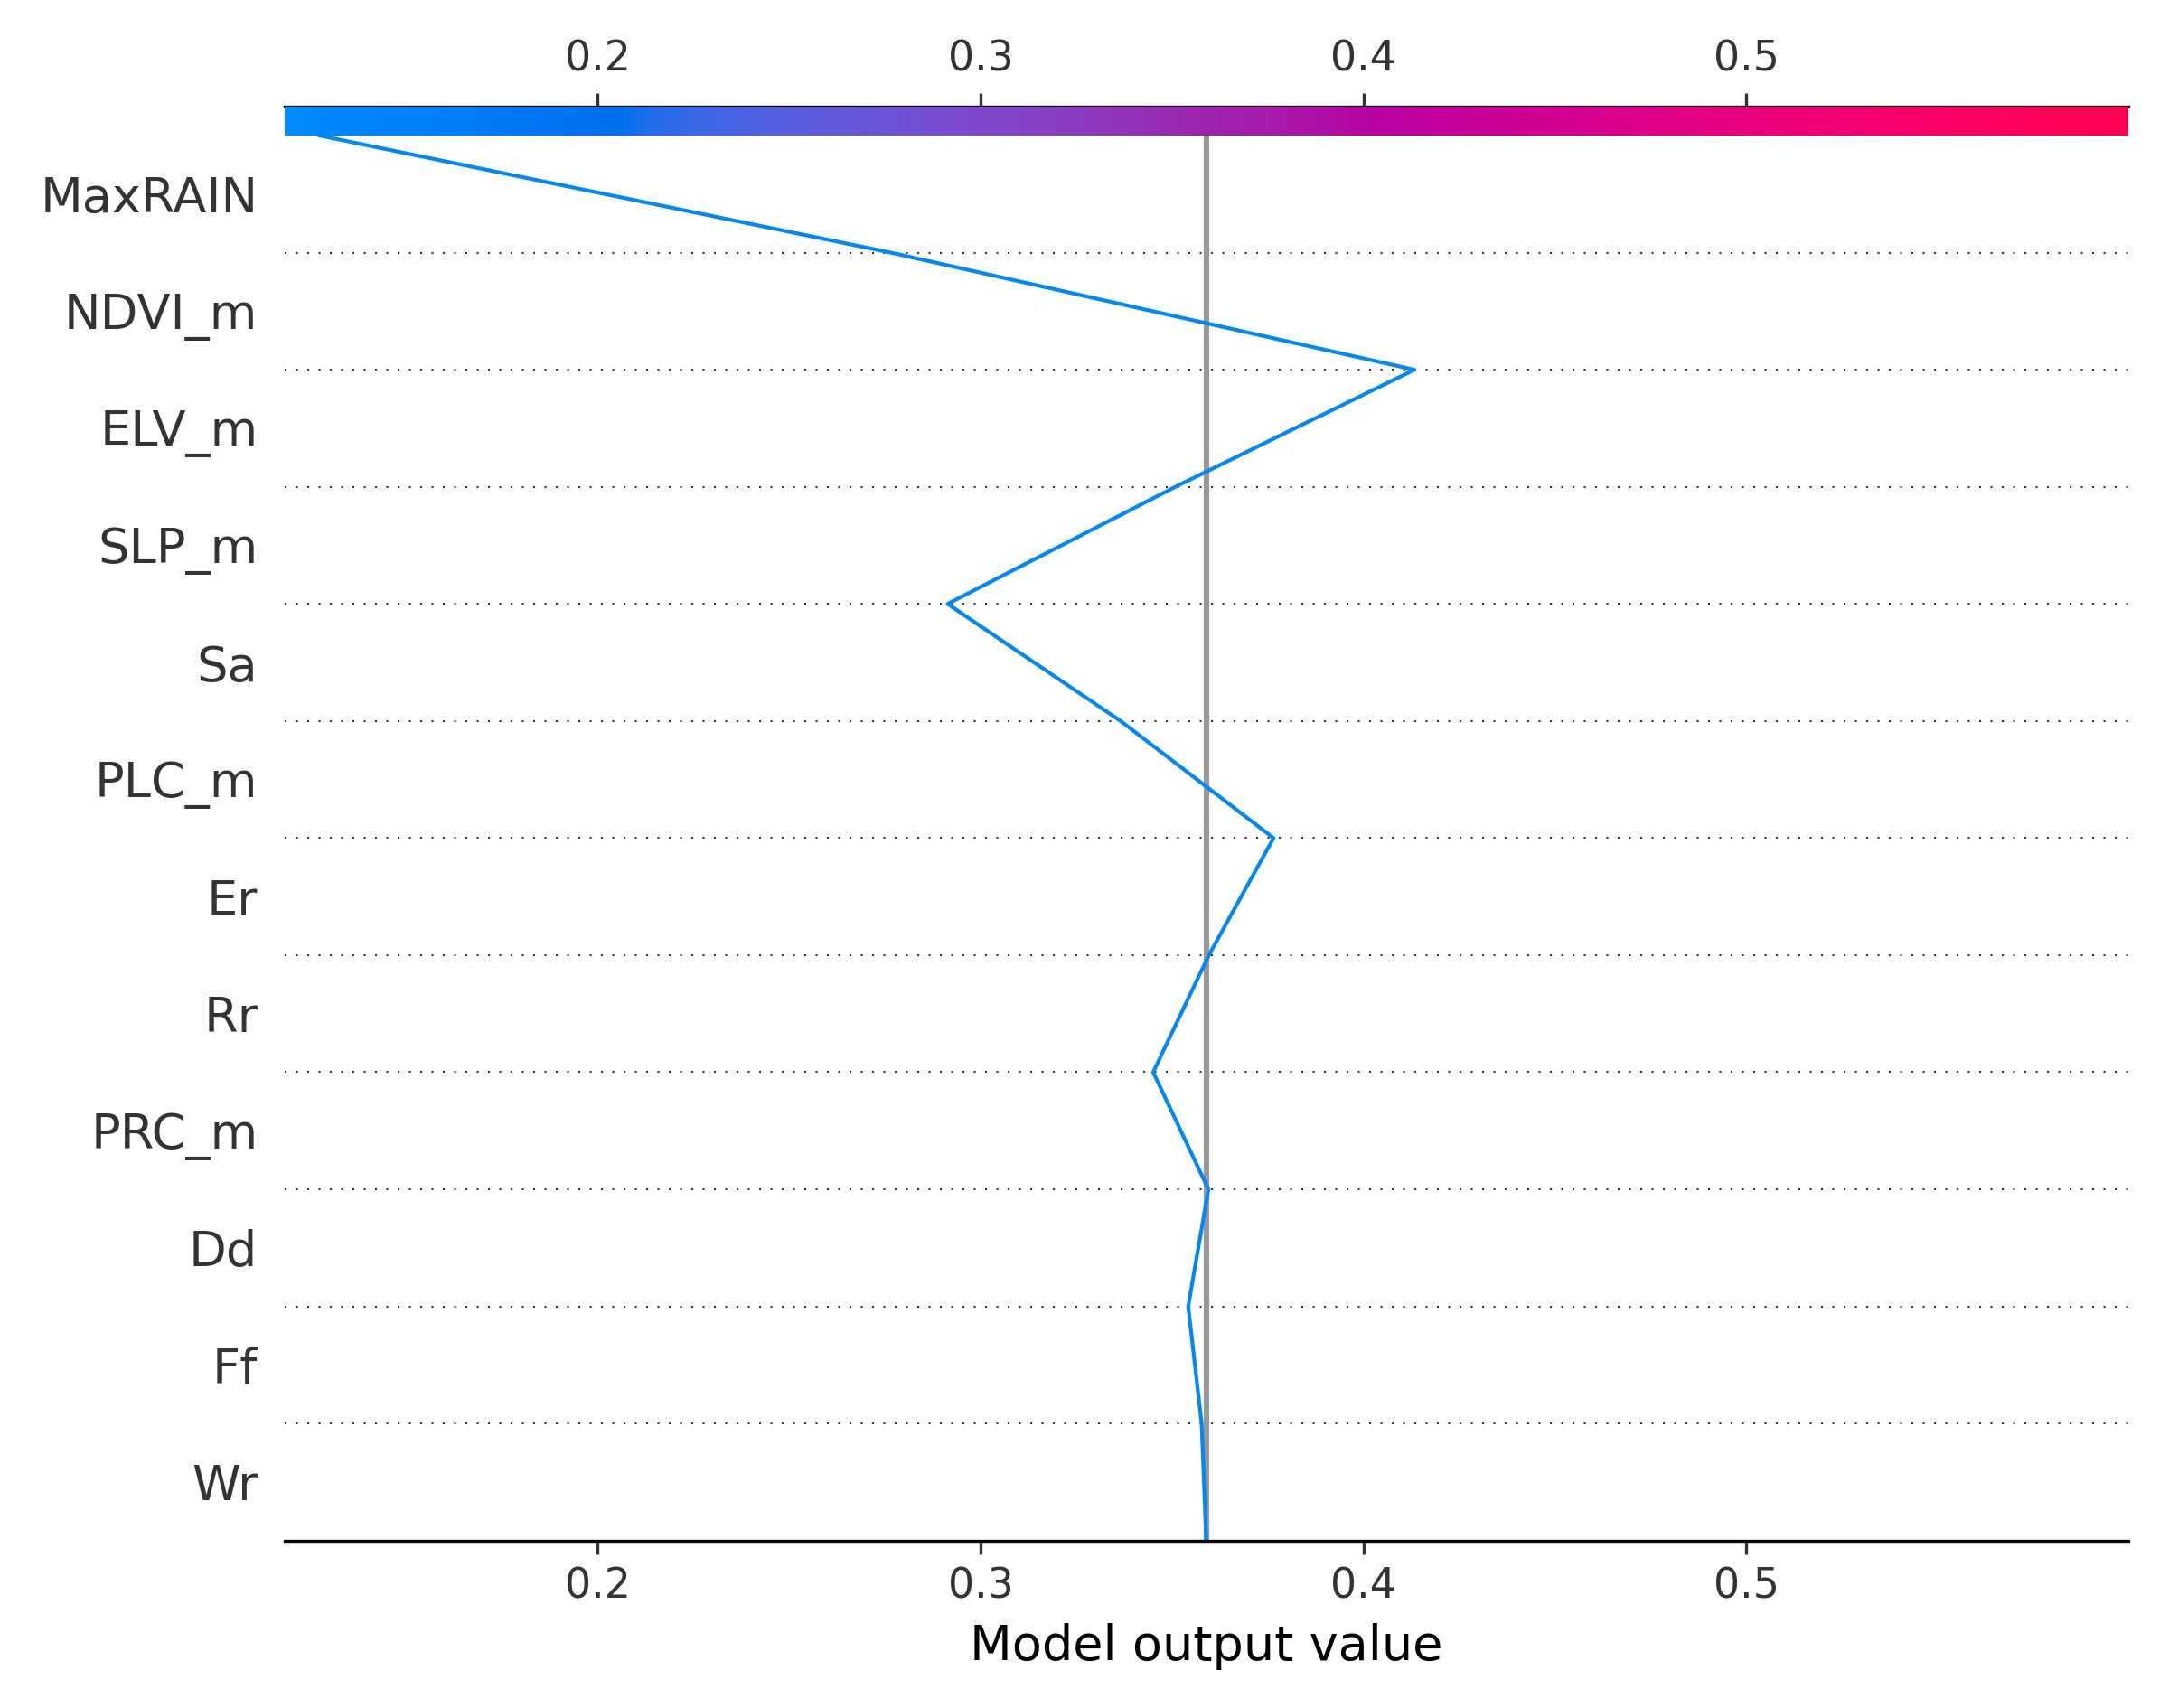 0.2 0.3 0.4 0.5
MaxRAIN
NDVI_m
ELV_m
SLP_m
Sa
PLC_m
Er
Rr
PRC_m
Dd
Ff
Wr
0.2 0.3 0.4 0.5
Model output value